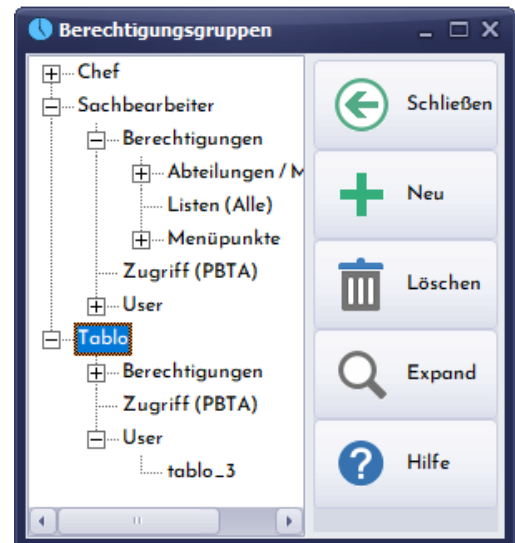 Berechtigungsgruppen
Chef
Sachbearbeiter
Berechtigungen
Abteilungen / M
Listen (Alle)
Menüpunkte
Zugriff (PBTA)
User
Tablo
Berechtigungen
Zugriff (PBTA)
User
tablo_3
Schließen
Neu
Löschen
Expand
Hilfe